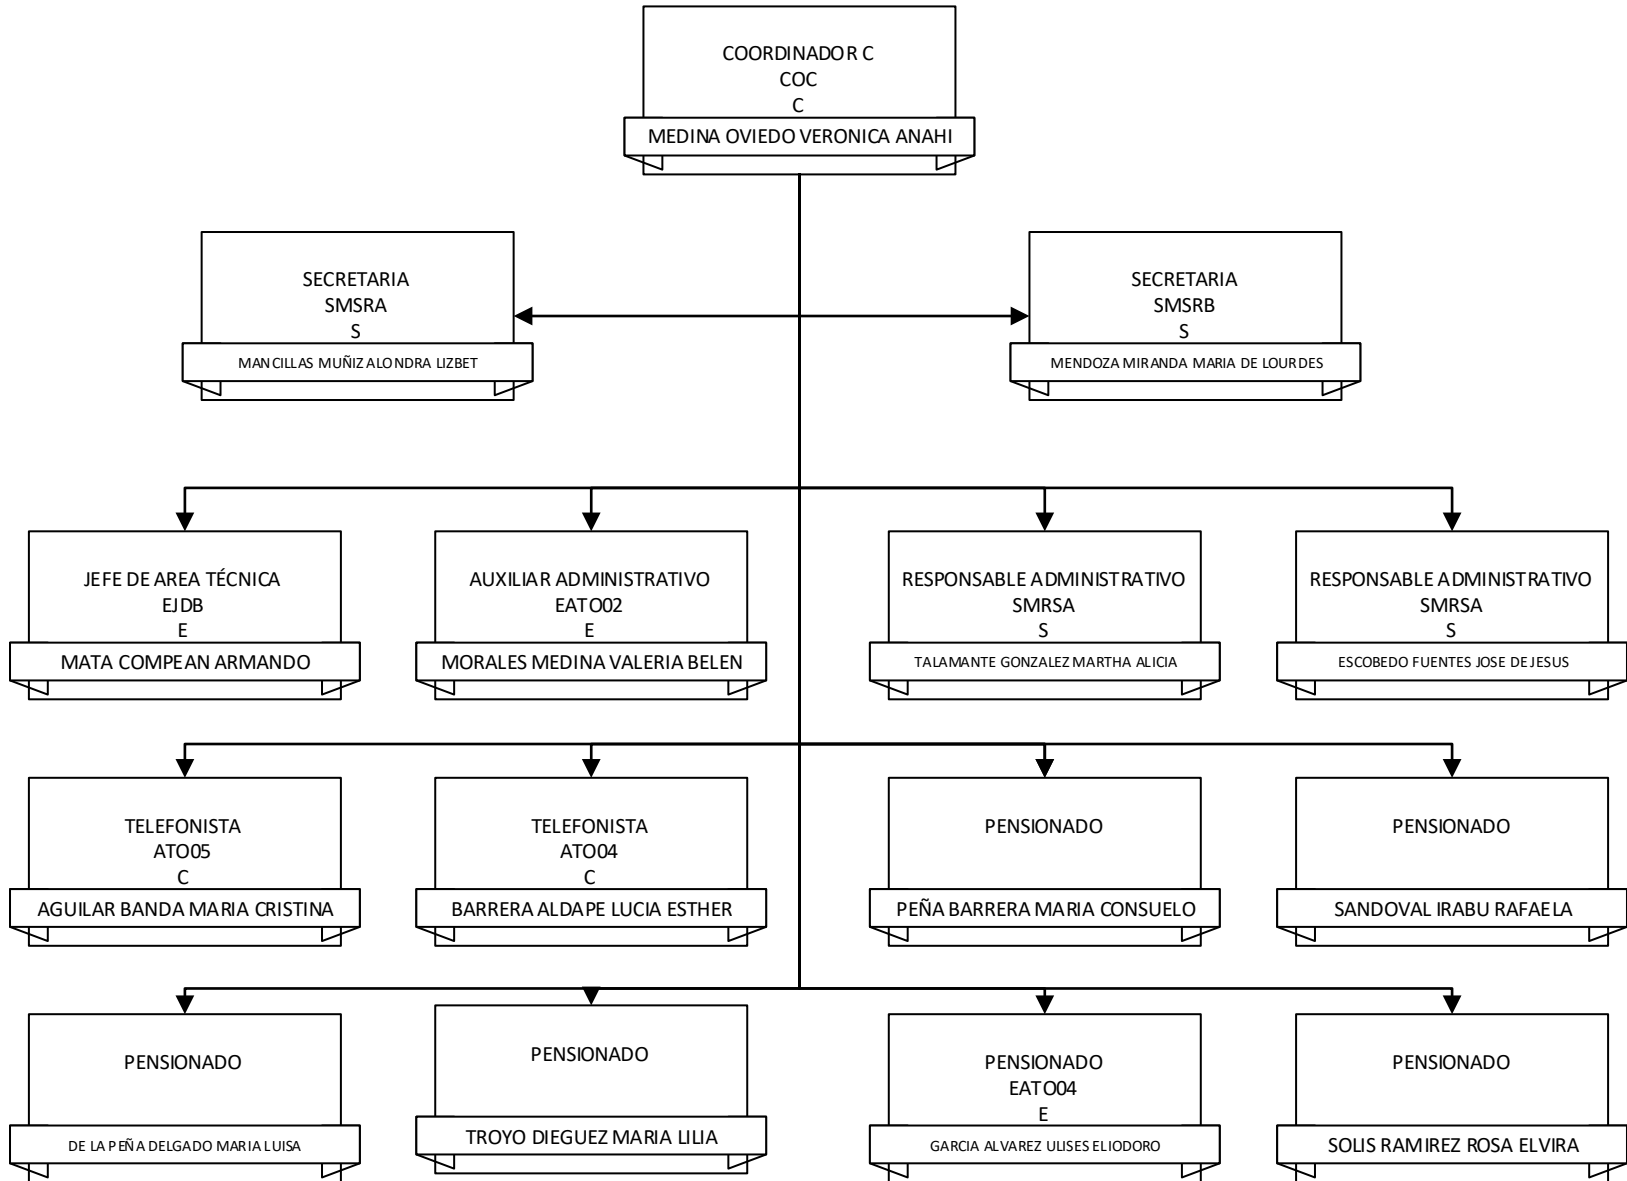 COORDINADOR C
COC
C
MEDINA OVIEDO VERONICA ANAHI
SECRETARIA
SMSRA
S
MANCILLAS MUÑIZ ALONDRA LIZBET
SECRETARIA
SMSRB
S
MENDOZA MIRANDA MARIA DE LOURDES
JEFE DE AREA TÉCNICA
EJDB
E
MATA COMPEAN ARMANDO
AUXILIAR ADMINISTRATIVO
EATO02
E
MORALES MEDINA VALERIA BELEN
RESPONSABLE ADMINISTRATIVO
SMRSA
S
TALAMANTE GONZALEZ MARTHA ALICIA
RESPONSABLE ADMINISTRATIVO
SMRSA
S
ESCOBEDO FUENTES JOSE DE JESUS
TELEFONISTA
ATO05
C
AGUILAR BANDA MARIA CRISTINA
TELEFONISTA
ATO04
C
BARRERA ALDAPE LUCIA ESTHER
PENSIONADO
PEÑA BARRERA MARIA CONSUELO
PENSIONADO
SANDOVAL IRABU RAFAELA
PENSIONADO
DE LA PEÑA DELGADO MARIA LUISA
PENSIONADO
TROYO DIEGUEZ MARIA LILIA
PENSIONADO
EATO04
E
GARCIA ALVAREZ ULISES ELIODORO
PENSIONADO
SOLIS RAMIREZ ROSA ELVIRA